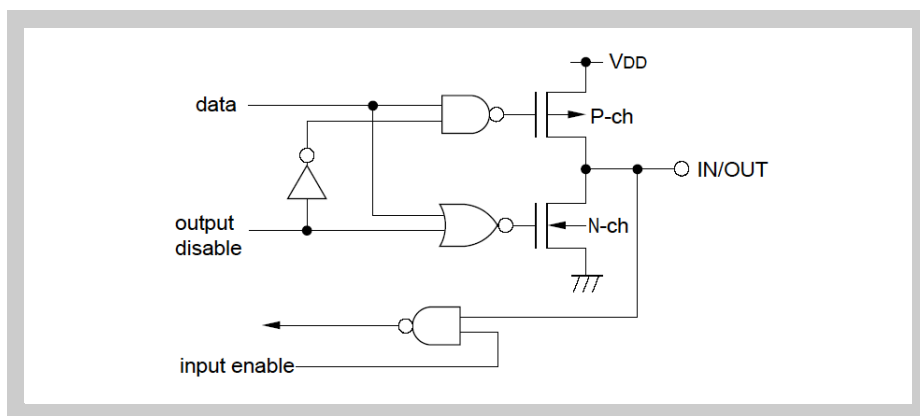 VDD
data
P-ch
IN/OUT
output
disable
N-ch
input enable